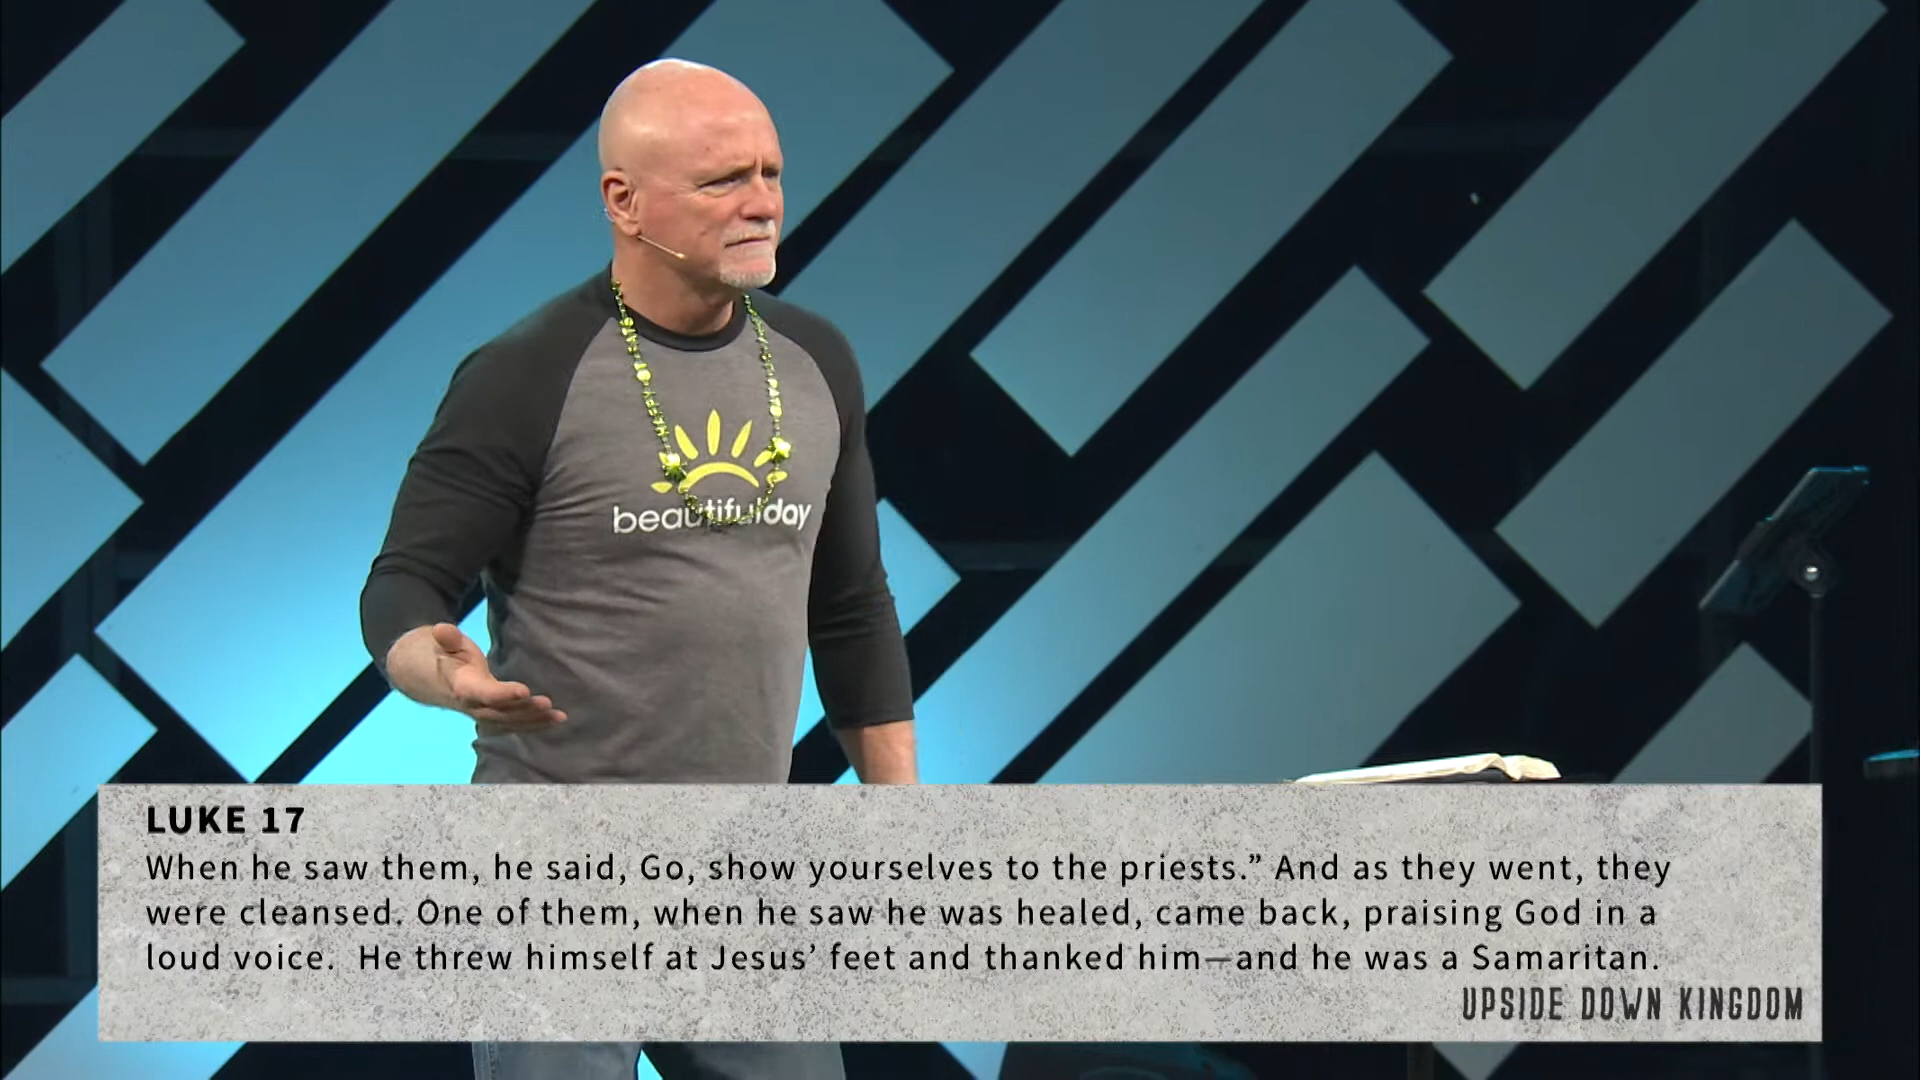 beautifulday
LUKE 17
When he saw them, he said, Go, show yourselves to the priests.” And as they went, they
were cleansed. One of them, when he saw he was healed, came back, praising God in a
loud voice.  He threw himself at Jesus’ feet and thanked him—and he was a Samaritan.
UPSIDE DOWN KINGDOM